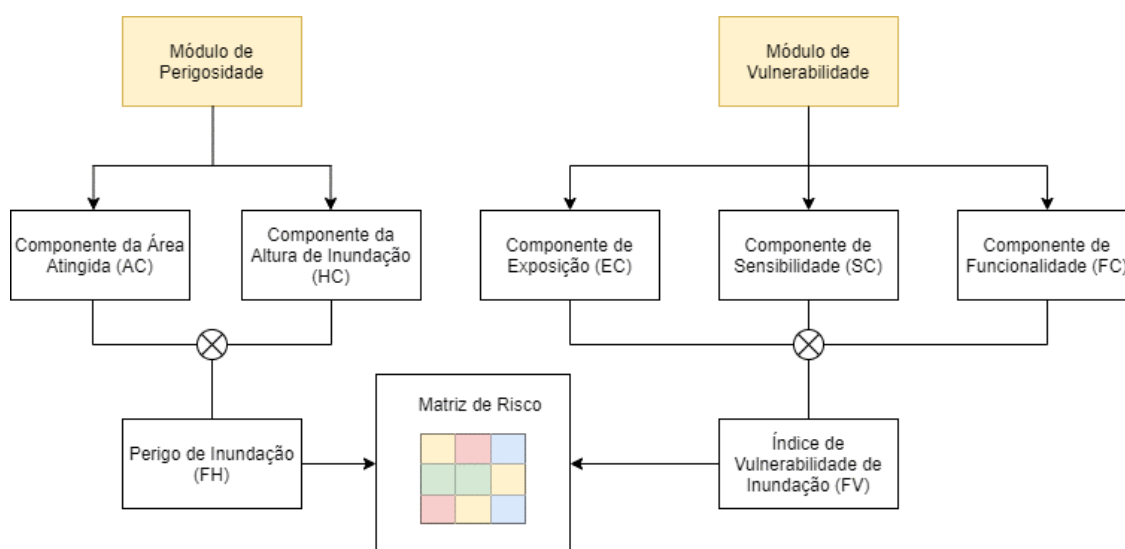 Módulo de
Perigosidade
Módulo de
Vulnerabilidade
Componente da Área
Atingida (AC)
Componente da
Altura de Inundação
(HC)
Componente de
Exposição (EC)
Componente de
Sensibilidade (SC)
Componente de
Funcionalidade (FC)
Perigo de Inundação
(FH)
Matriz de Risco
Índice de
Vulnerabilidade de
Inundação (FV)